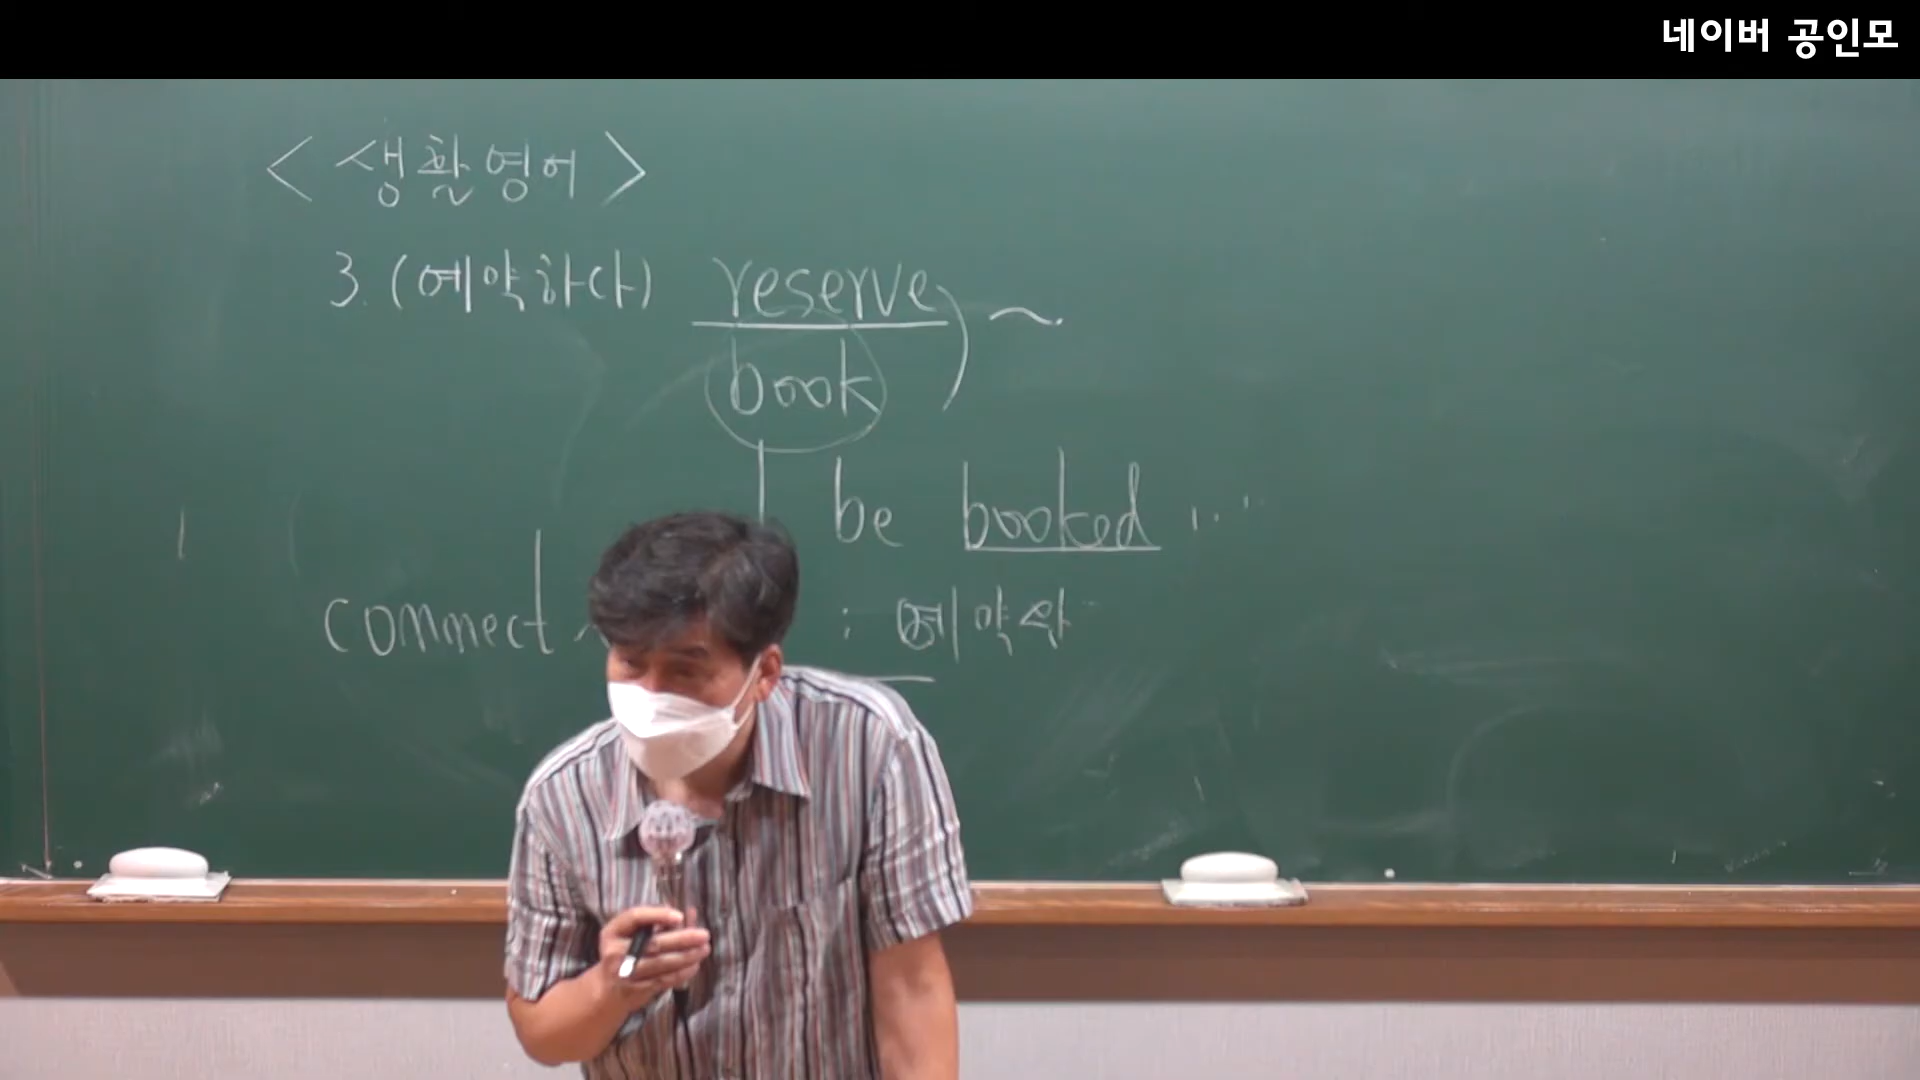 네이버 공인모
< 생활영어 >
3. (예약하다) reserve ) ~
book
be booked ...
connect : 예약